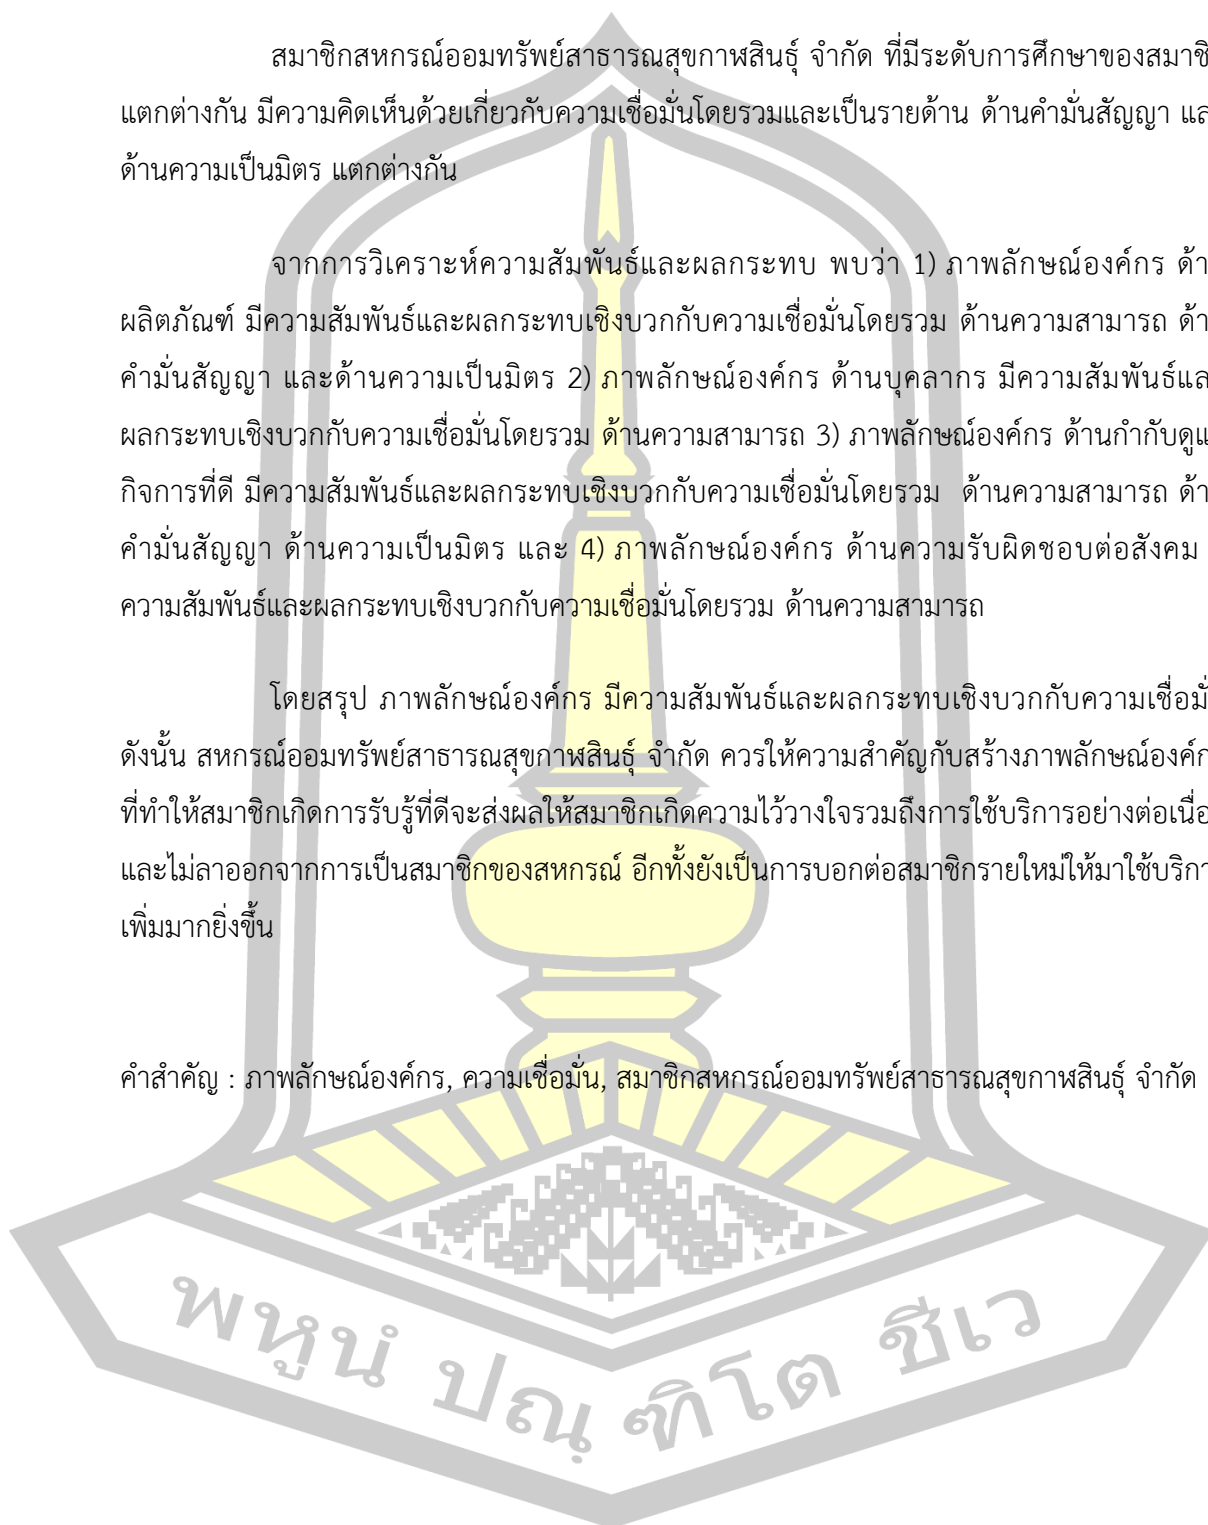 สมาชิกสหกรณ์ออมทรัพย์สาธารณสุขกาฬสินธุ์ จำกัด ที่มีระดับการศึกษาของสมาชิ
แตกต่างกัน มีความคิดเห็นด้วยเกี่ยวกับความเชื่อมั่นโดยรวมและเป็นรายด้าน ด้านคำมั่นสัญญา แล
ด้านความเป็นมิตร แตกต่างกัน
จากการวิเคราะห์ความสัมพันธ์และผลกระทบ พบว่า 1) ภาพลักษณ์องค์กร ด้า
ผลิตภัณฑ์ มีความสัมพันธ์และผลกระทบเชิงบวกกับความเชื่อมั่นโดยรวม ด้านความสามารถ ด้า
คำมั่นสัญญา และด้านความเป็นมิตร 2) ภาพลักษณ์องค์กร ด้านบุคลากร มีความสัมพันธ์แล
ผลกระทบเชิงบวกกับความเชื่อมั่นโดยรวม ด้านความสามารถ 3) ภาพลักษณ์องค์กร ด้านกำกับดูแ
กิจการที่ดี มีความสัมพันธ์และผลกระทบเชิงบวกกับความเชื่อมั่นโดยรวม ด้านความสามารถ ด้า
คำมั่นสัญญา ด้านความเป็นมิตร และ 4) ภาพลักษณ์องค์กร ด้านความรับผิดชอบต่อสังคม
ความสัมพันธ์และผลกระทบเชิงบวกกับความเชื่อมั่นโดยรวม ด้านความสามารถ
โดยสรุป ภาพลักษณ์องค์กร มีความสัมพันธ์และผลกระทบเชิงบวกกับความเชื่อมั่
ดังนั้น สหกรณ์ออมทรัพย์สาธารณสุขกาฬสินธุ์ จำกัด ควรให้ความสำคัญกับสร้างภาพลักษณ์องค์ก
ที่ทำให้สมาชิกเกิดการรับรู้ที่ดีจะส่งผลให้สมาชิกเกิดความไว้วางใจรวมถึงการใช้บริการอย่างต่อเนื่อ
และไม่ลาออกจากการเป็นสมาชิกของสหกรณ์ อีกทั้งยังเป็นการบอกต่อสมาชิกรายใหม่ให้มาใช้บริกา
เพิ่มมากยิ่งขึ้น
คำสำคัญ : ภาพลักษณ์องค์กร, ความเชื่อมั่น, สมาชิกสหกรณ์ออมทรัพย์สาธารณสุขกาฬสินธุ์ จำกัด
พหูนํ ปณฺฑิโต ชีเว